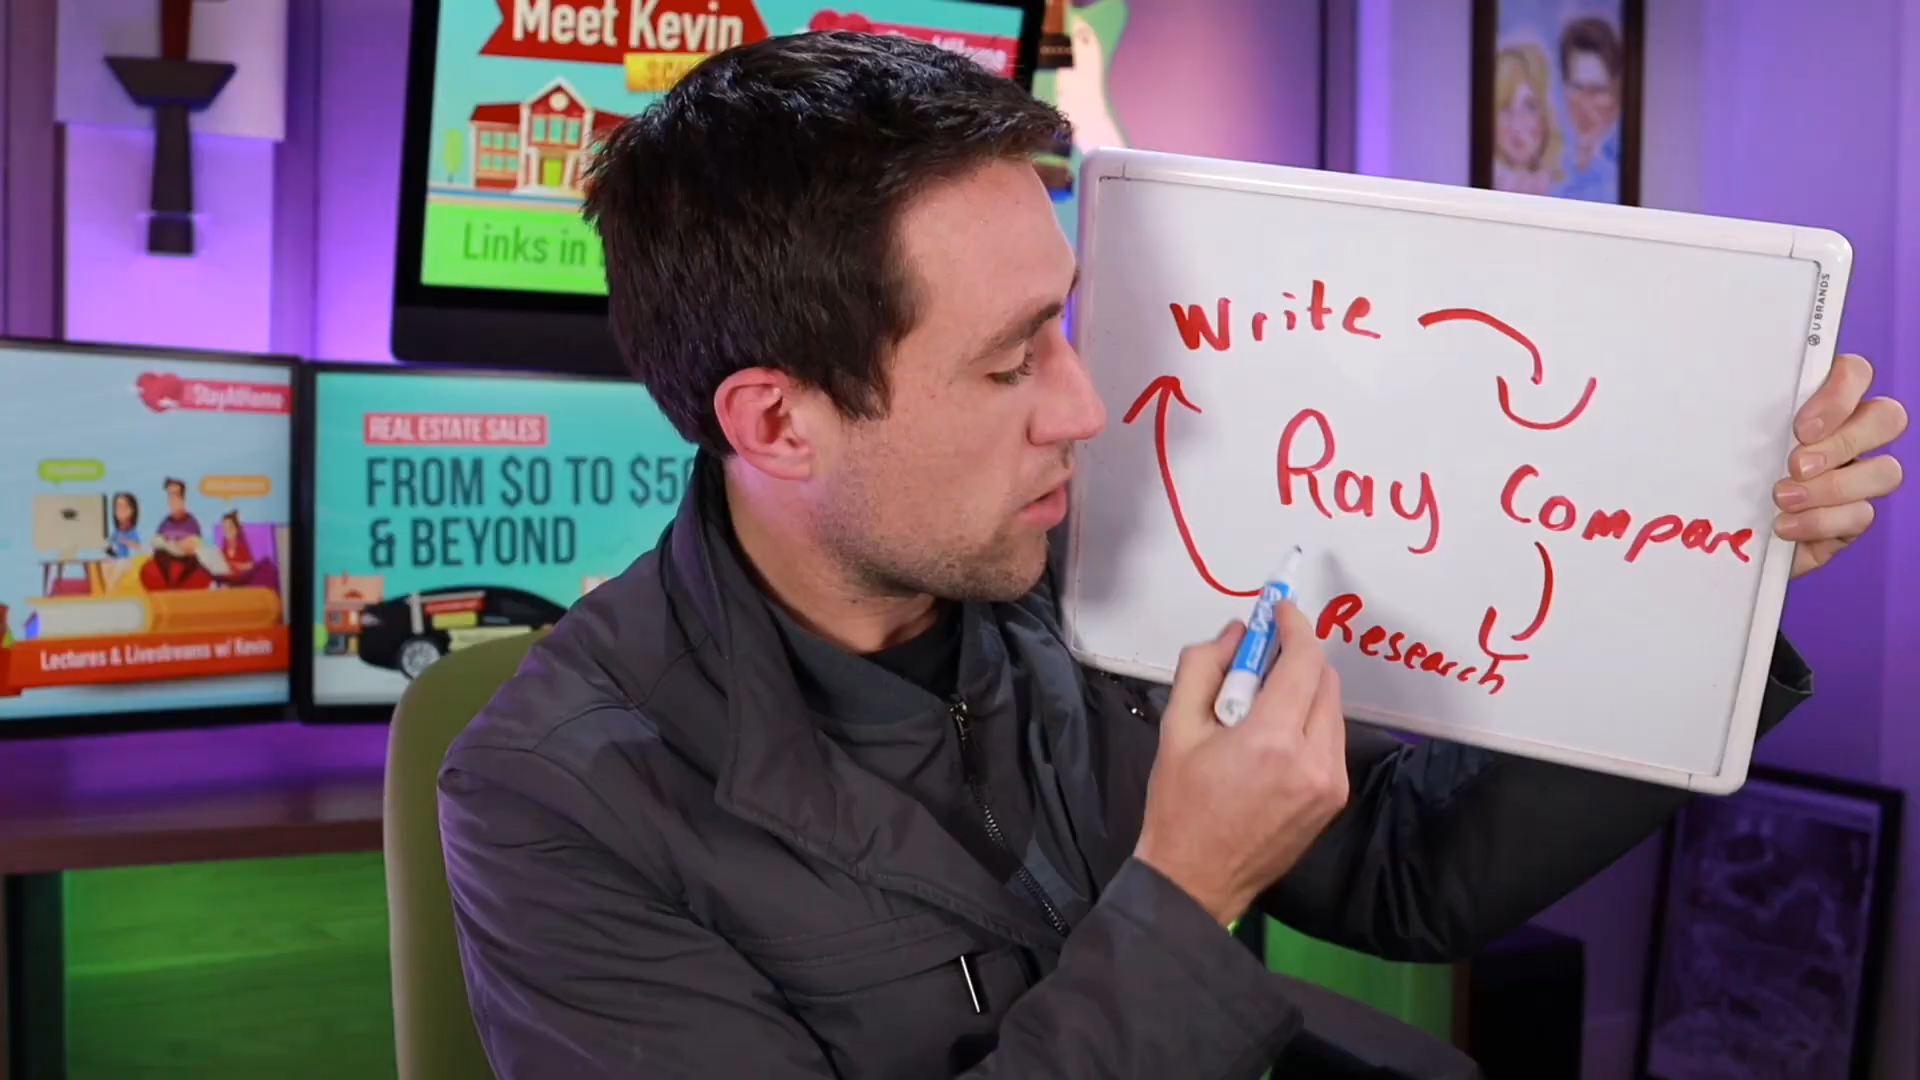 Meet Kevin
Links in
StayAtHome
Lectures & Livestreams w/ Kevin
REAL ESTATE SALES
FROM $0 TO $5
& BEYOND
Write
Ray
Compare
Research
U BRANDS